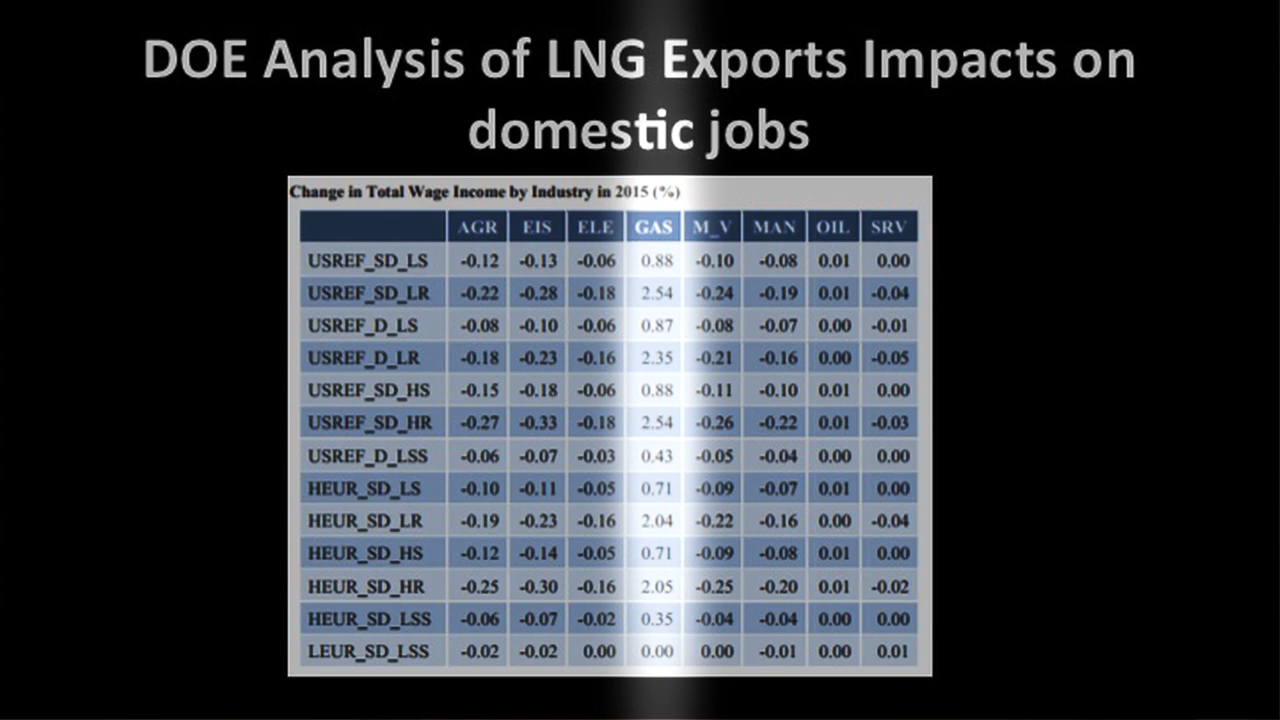 DOE Analysis of LNG Exports Impacts on
domestic jobs
Change in Total Wage Income by Industry in 2015 (%)
AGR EIS ELE GAS M_V MAN OIL SRV
USREF_SD_LS -0.12 -0.13 -0.06 0.88 -0.10 -0.08 0.01 0.00
USREF_SD_LR -0.22 -0.28 -0.18 2.54 -0.24 -0.19 0.01 -0.04
USREF_D_LS -0.08 -0.10 -0.06 0.87 -0.08 -0.07 0.00 -0.01
USREF_D_LR -0.18 -0.23 -0.16 2.35 -0.21 -0.16 0.00 -0.05
USREF_SD_HS -0.15 -0.18 -0.06 0.88 -0.11 -0.10 0.01 0.00
USREF_SD_HR -0.27 -0.33 -0.18 2.54 -0.26 -0.22 0.01 -0.03
USREF_D_LSS -0.06 -0.07 -0.03 0.43 -0.05 -0.04 0.00 0.00
HEUR_SD_LS -0.10 -0.11 -0.05 0.71 -0.09 -0.07 0.01 0.00
HEUR_SD_LR -0.19 -0.23 -0.16 2.04 -0.22 -0.16 0.00 -0.04
HEUR_SD_HS -0.12 -0.14 -0.05 0.71 -0.09 -0.08 0.01 0.00
HEUR_SD_HR -0.25 -0.30 -0.16 2.05 -0.25 -0.20 0.01 -0.02
HEUR_SD_LSS -0.06 -0.07 -0.02 0.35 -0.04 -0.04 0.00 0.00
LEUR_SD_LSS -0.02 -0.02 0.00 0.00 0.00 -0.01 0.00 0.01